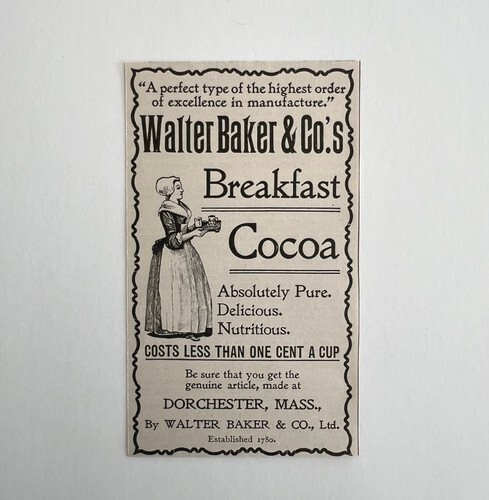 "A perfect type of the highest order
of excellence in manufacture."
Walter Baker & Co.'s
Breakfast
Cocoa
Absolutely Pure.
Delicious.
Nutritious.
COSTS LESS THAN ONE CENT A CUP
Be sure that you get the
genuine article, made at
DORCHESTER, MASS.,
By WALTER BAKER & CO., Ltd.
Established 1780.